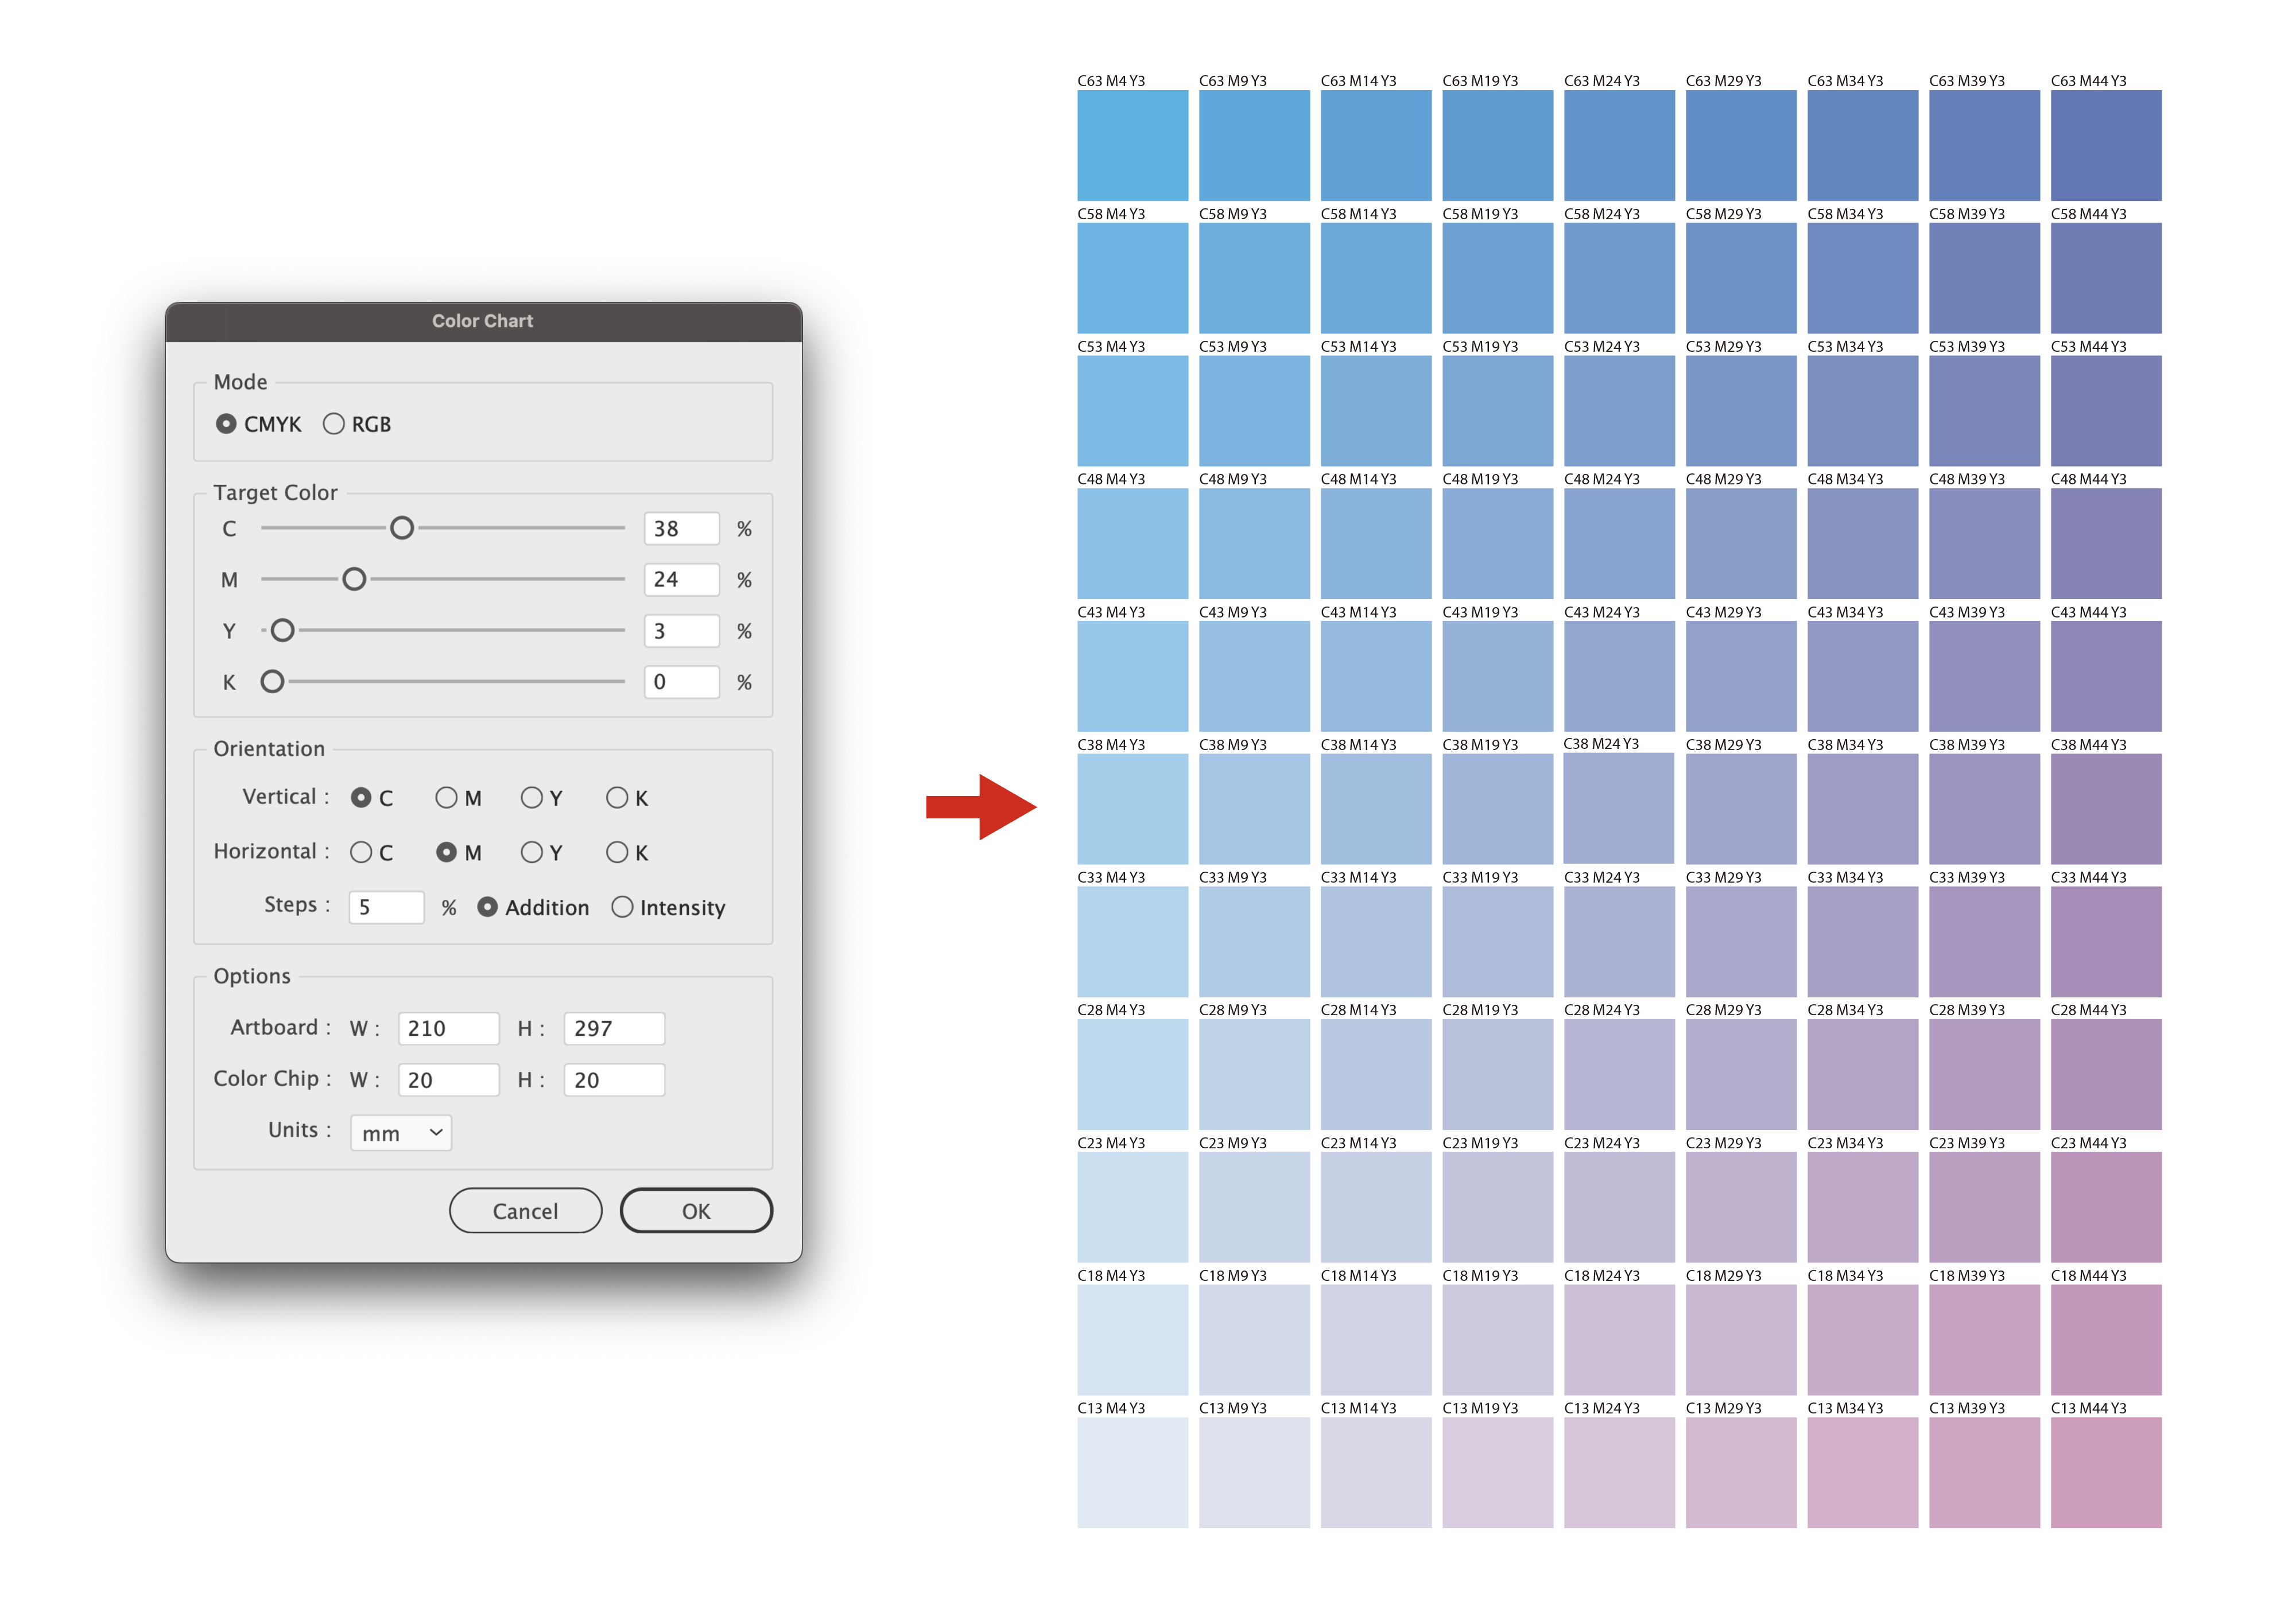 Color Chart
Mode
CMYK RGB
Target Color
C 38 %
M 24 %
Y 3 %
K 0 %
Orientation
Vertical : C M Y K
Horizontal : C M Y K
Steps : 5 % Addition Intensity
Options
Artboard : W : 210 H : 297
Color Chip : W : 20 H : 20
Units : mm
Cancel OK
C63 M4 Y3 C63 M9 Y3 C63 M14 Y3 C63 M19 Y3 C63 M24 Y3 C63 M29 Y3 C63 M34 Y3 C63 M39 Y3 C63 M44 Y3
C58 M4 Y3 C58 M9 Y3 C58 M14 Y3 C58 M19 Y3 C58 M24 Y3 C58 M29 Y3 C58 M34 Y3 C58 M39 Y3 C58 M44 Y3
C53 M4 Y3 C53 M9 Y3 C53 M14 Y3 C53 M19 Y3 C53 M24 Y3 C53 M29 Y3 C53 M34 Y3 C53 M39 Y3 C53 M44 Y3
C48 M4 Y3 C48 M9 Y3 C48 M14 Y3 C48 M19 Y3 C48 M24 Y3 C48 M29 Y3 C48 M34 Y3 C48 M39 Y3 C48 M44 Y3
C43 M4 Y3 C43 M9 Y3 C43 M14 Y3 C43 M19 Y3 C43 M24 Y3 C43 M29 Y3 C43 M34 Y3 C43 M39 Y3 C43 M44 Y3
C38 M4 Y3 C38 M9 Y3 C38 M14 Y3 C38 M19 Y3 C38 M24 Y3 C38 M29 Y3 C38 M34 Y3 C38 M39 Y3 C38 M44 Y3
C33 M4 Y3 C33 M9 Y3 C33 M14 Y3 C33 M19 Y3 C33 M24 Y3 C33 M29 Y3 C33 M34 Y3 C33 M39 Y3 C33 M44 Y3
C28 M4 Y3 C28 M9 Y3 C28 M14 Y3 C28 M19 Y3 C28 M24 Y3 C28 M29 Y3 C28 M34 Y3 C28 M39 Y3 C28 M44 Y3
C23 M4 Y3 C23 M9 Y3 C23 M14 Y3 C23 M19 Y3 C23 M24 Y3 C23 M29 Y3 C23 M34 Y3 C23 M39 Y3 C23 M44 Y3
C18 M4 Y3 C18 M9 Y3 C18 M14 Y3 C18 M19 Y3 C18 M24 Y3 C18 M29 Y3 C18 M34 Y3 C18 M39 Y3 C18 M44 Y3
C13 M4 Y3 C13 M9 Y3 C13 M14 Y3 C13 M19 Y3 C13 M24 Y3 C13 M29 Y3 C13 M34 Y3 C13 M39 Y3 C13 M44 Y3